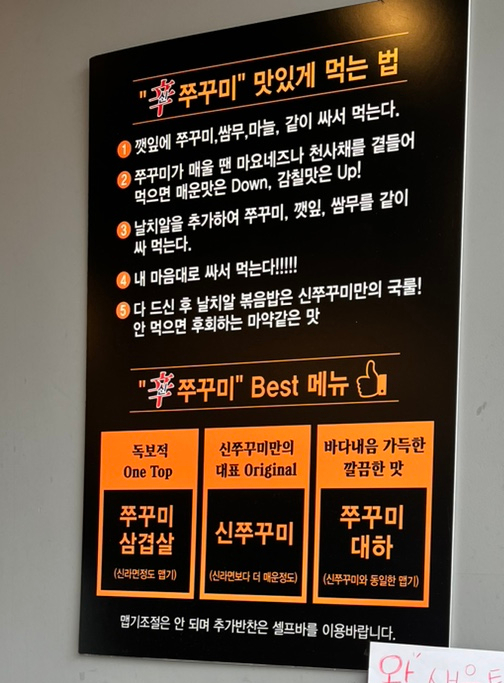 "辛쭈꾸미" 맛있게 먹는 법
1 깻잎에 쭈꾸미,쌈무,마늘, 같이 싸서 먹는다.
2 쭈꾸미가 매울 땐 마요네즈나 천사채를 곁들어
먹으면 매운맛은 Down, 감칠맛은 Up!
3 날치알을 추가하여 쭈꾸미, 깻잎, 쌈무를 같이
싸 먹는다.
4 내 마음대로 싸서 먹는다!!!!!
5 다 드신 후 날치알 볶음밥은 신쭈꾸미만의 국룰!
안 먹으면 후회하는 마약같은 맛
"辛쭈꾸미" Best 메뉴
독보적
One Top
쭈꾸미
삼겹살
(신라면정도 맵기)
신쭈꾸미만의
대표 Original
신쭈꾸미
(신라면보다 더 매운정도)
바다내음 가득한
깔끔한 맛
쭈꾸미
대하
(신쭈꾸미와 동일한 맵기)
맵기조절은 안 되며 추가반찬은 셀프바를 이용바랍니다.